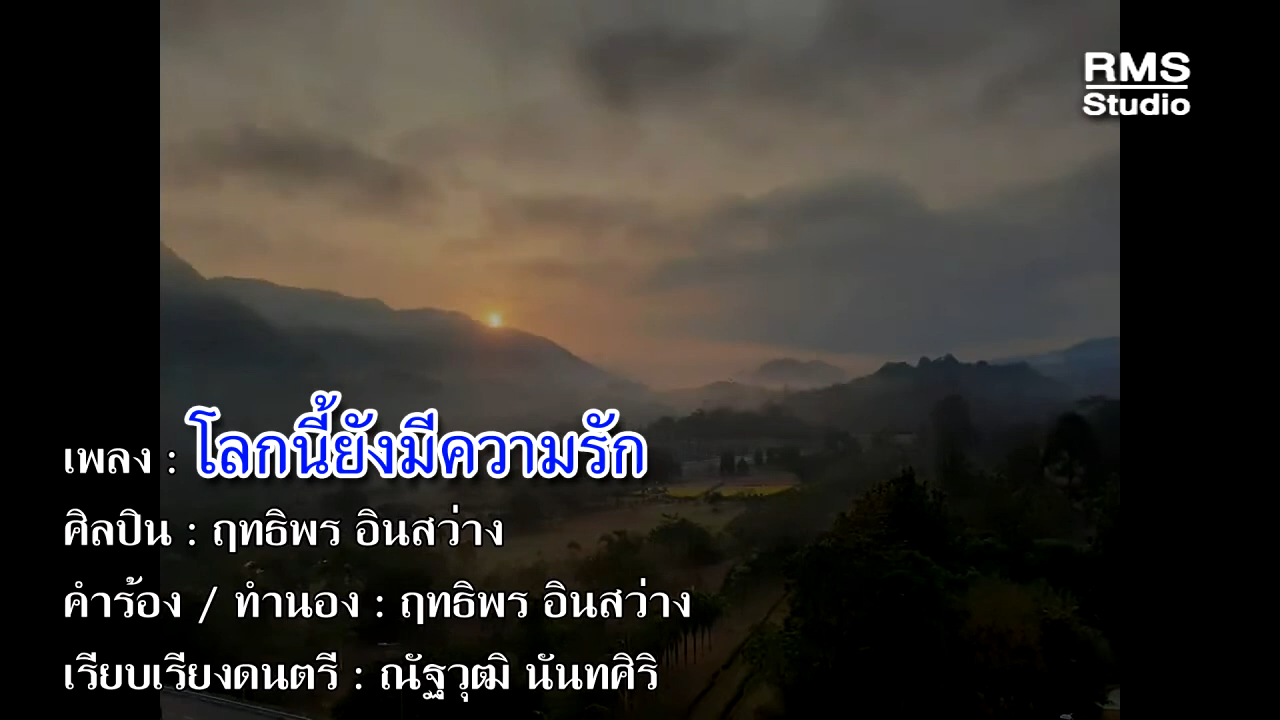 RMS
Studio
เพลง : โลกนี้ยังมีความรัก
ศิลปิน : ฤทธิพร อินสว่าง
คำร้อง / ทำนอง : ฤทธิพร อินสว่าง
เรียบเรียงดนตรี : ณัฐวุฒิ นันทศิริ